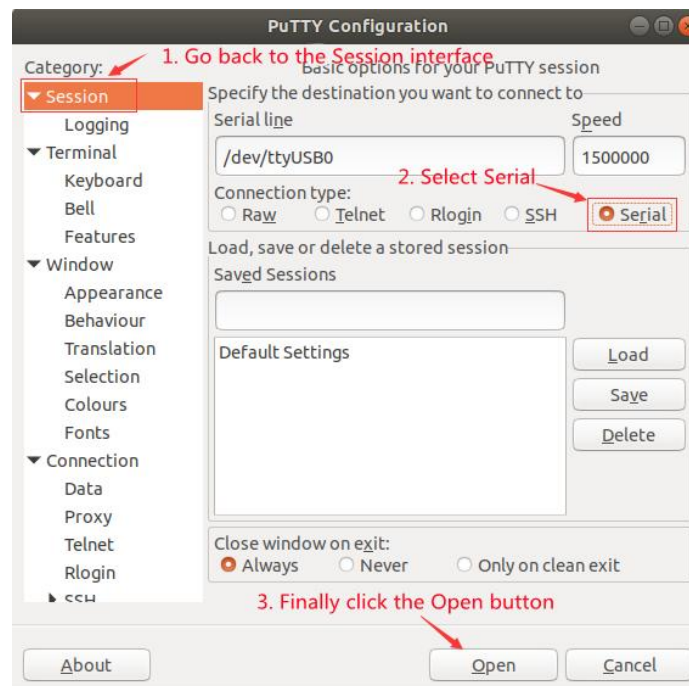 PuTTY Configuration
1. Go back to the Session interface
Category:
Basic options for your PuTTY session
Session
Logging
Terminal
Keyboard
Bell
Features
Window
Appearance
Behaviour
Translation
Selection
Colours
Fonts
Connection
Data
Proxy
Telnet
Rlogin
SSH
Specify the destination you want to connect to
Serial line
Speed
/dev/ttyUSB0
1500000
2. Select Serial
Connection type:
Raw Telnet Rlogin SSH Serial
Load, save or delete a stored session
Saved Sessions
Default Settings
Load
Save
Delete
Close window on exit:
Always Never Only on clean exit
3. Finally click the Open button
About
Open
Cancel